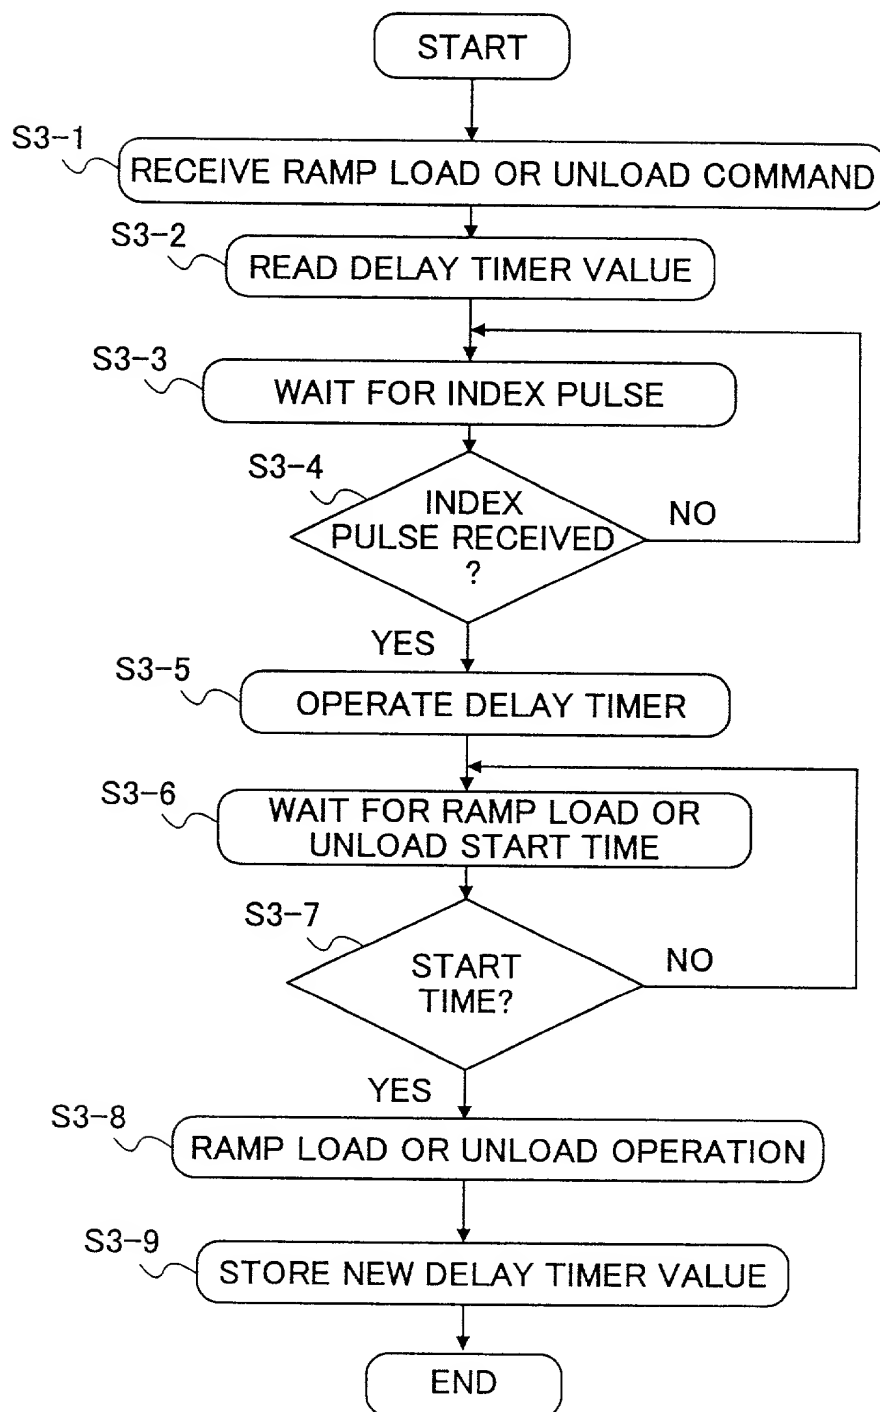 START
S3-1
RECEIVE RAMP LOAD OR UNLOAD COMMAND
S3-2
READ DELAY TIMER VALUE
S3-3
WAIT FOR INDEX PULSE
S3-4
INDEX
PULSE RECEIVED
?
NO
YES
S3-5
OPERATE DELAY TIMER
S3-6
WAIT FOR RAMP LOAD OR
UNLOAD START TIME
S3-7
START
TIME?
NO
YES
S3-8
RAMP LOAD OR UNLOAD OPERATION
S3-9
STORE NEW DELAY TIMER VALUE
END